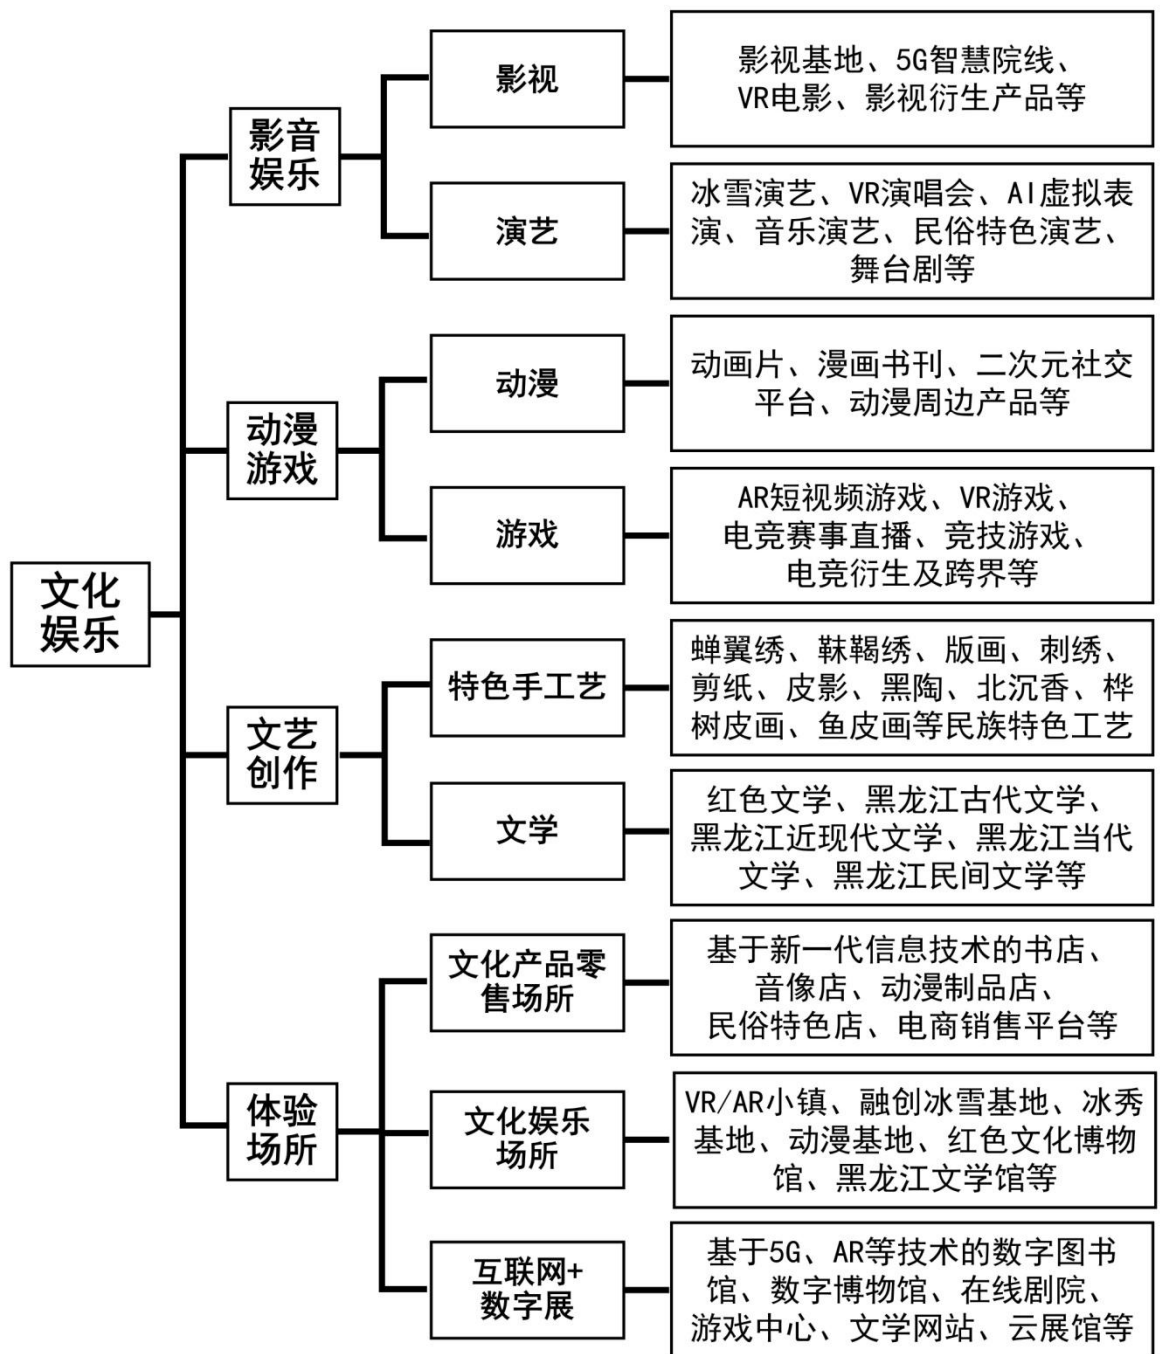 文化
娱乐
影音
娱乐
影视
影视基地、5G智慧院线、
VR电影、影视衍生产品等
演艺
冰雪演艺、VR演唱会、AI虚拟表
演、音乐演艺、民俗特色演艺、
舞台剧等
动漫
游戏
动漫
动画片、漫画书刊、二次元社交
平台、动漫周边产品等
游戏
AR短视频游戏、VR游戏、
电竞赛事直播、竞技游戏、
电竞衍生及跨界等
文艺
创作
特色手工艺
蝉翼绣、靺鞨绣、版画、刺绣、
剪纸、皮影、黑陶、北沉香、桦
树皮画、鱼皮画等民族特色工艺
文学
红色文学、黑龙江古代文学、
黑龙江近现代文学、黑龙江当代
文学、黑龙江民间文学等
体验
场所
文化产品零
售场所
基于新一代信息技术的书店、
音像店、动漫制品店、
民俗特色店、电商销售平台等
文化娱乐
场所
VR/AR小镇、融创冰雪基地、冰秀
基地、动漫基地、红色文化博物
馆、黑龙江文学馆等
互联网+
数字展
基于5G、AR等技术的数字图书
馆、数字博物馆、在线剧院、
游戏中心、文学网站、云展馆等